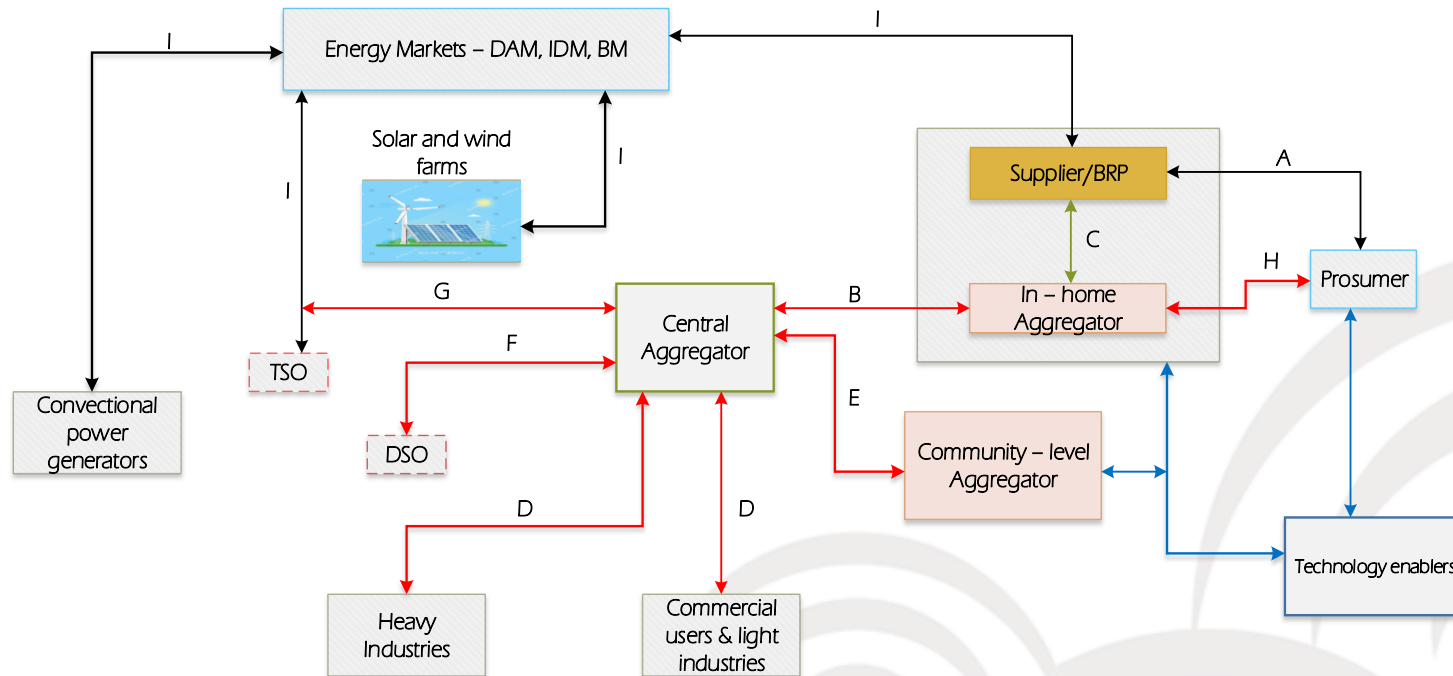 I
Energy Markets – DAM, IDM, BM
I
Solar and wind
farms
I
I
Supplier/BRP
A
C
H
Prosumer
G
B
In – home
Aggregator
Central
Aggregator
F
TSO
E
Convectional
power
generators
DSO
Community – level
Aggregator
D
D
Technology enablers
Heavy
Industries
Commercial
users & light
industries